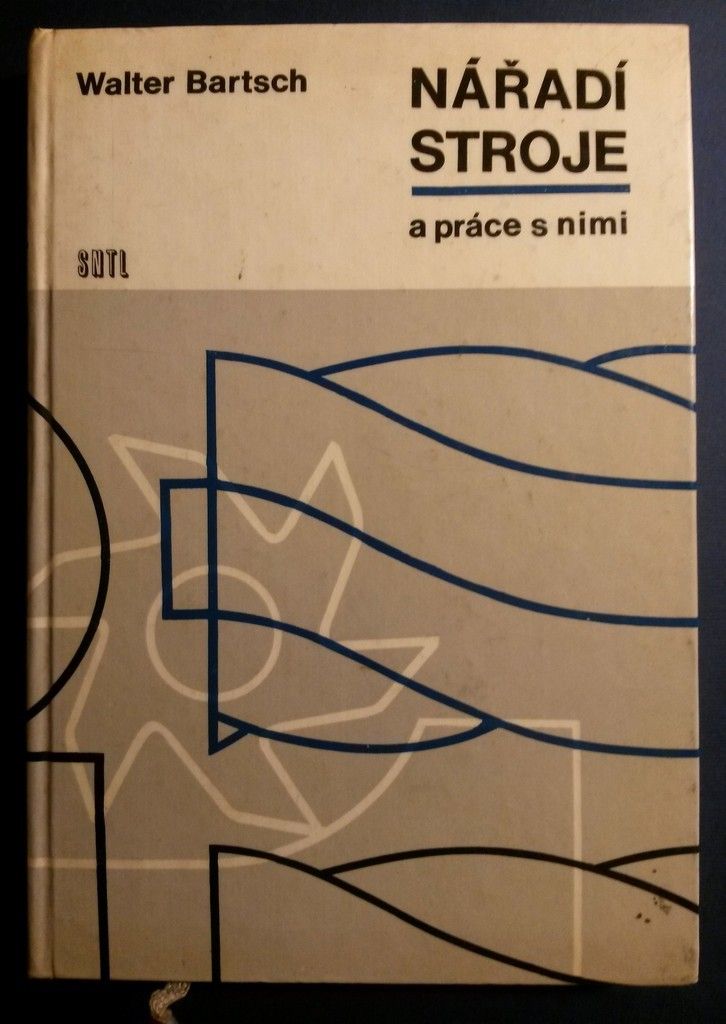 Walter Bartsch
NÁŘADÍ
STROJE
a práce s nimi
SNTL